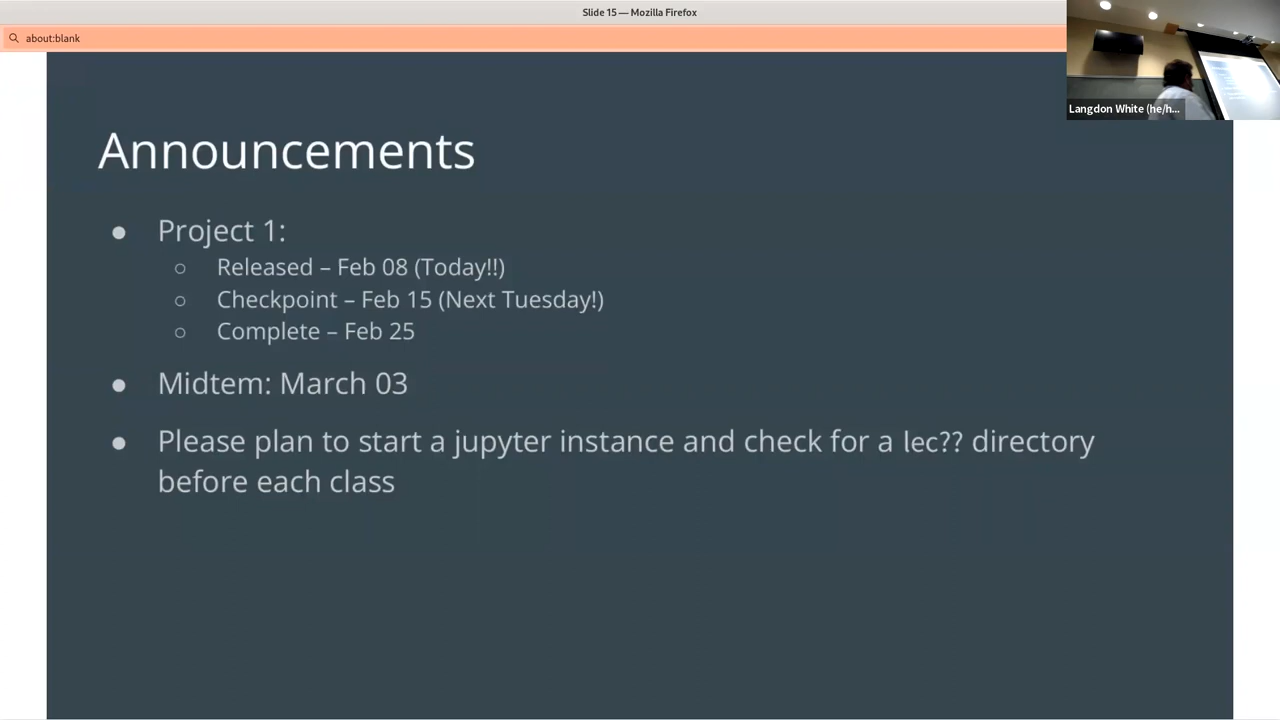 Slide 15 — Mozilla Firefox
about:blank
Langdon White (he/h...
Announcements
● Project 1:
○ Released – Feb 08 (Today!!)
○ Checkpoint – Feb 15 (Next Tuesday!)
○ Complete – Feb 25
● Midtem: March 03
● Please plan to start a jupyter instance and check for a lec?? directory
before each class